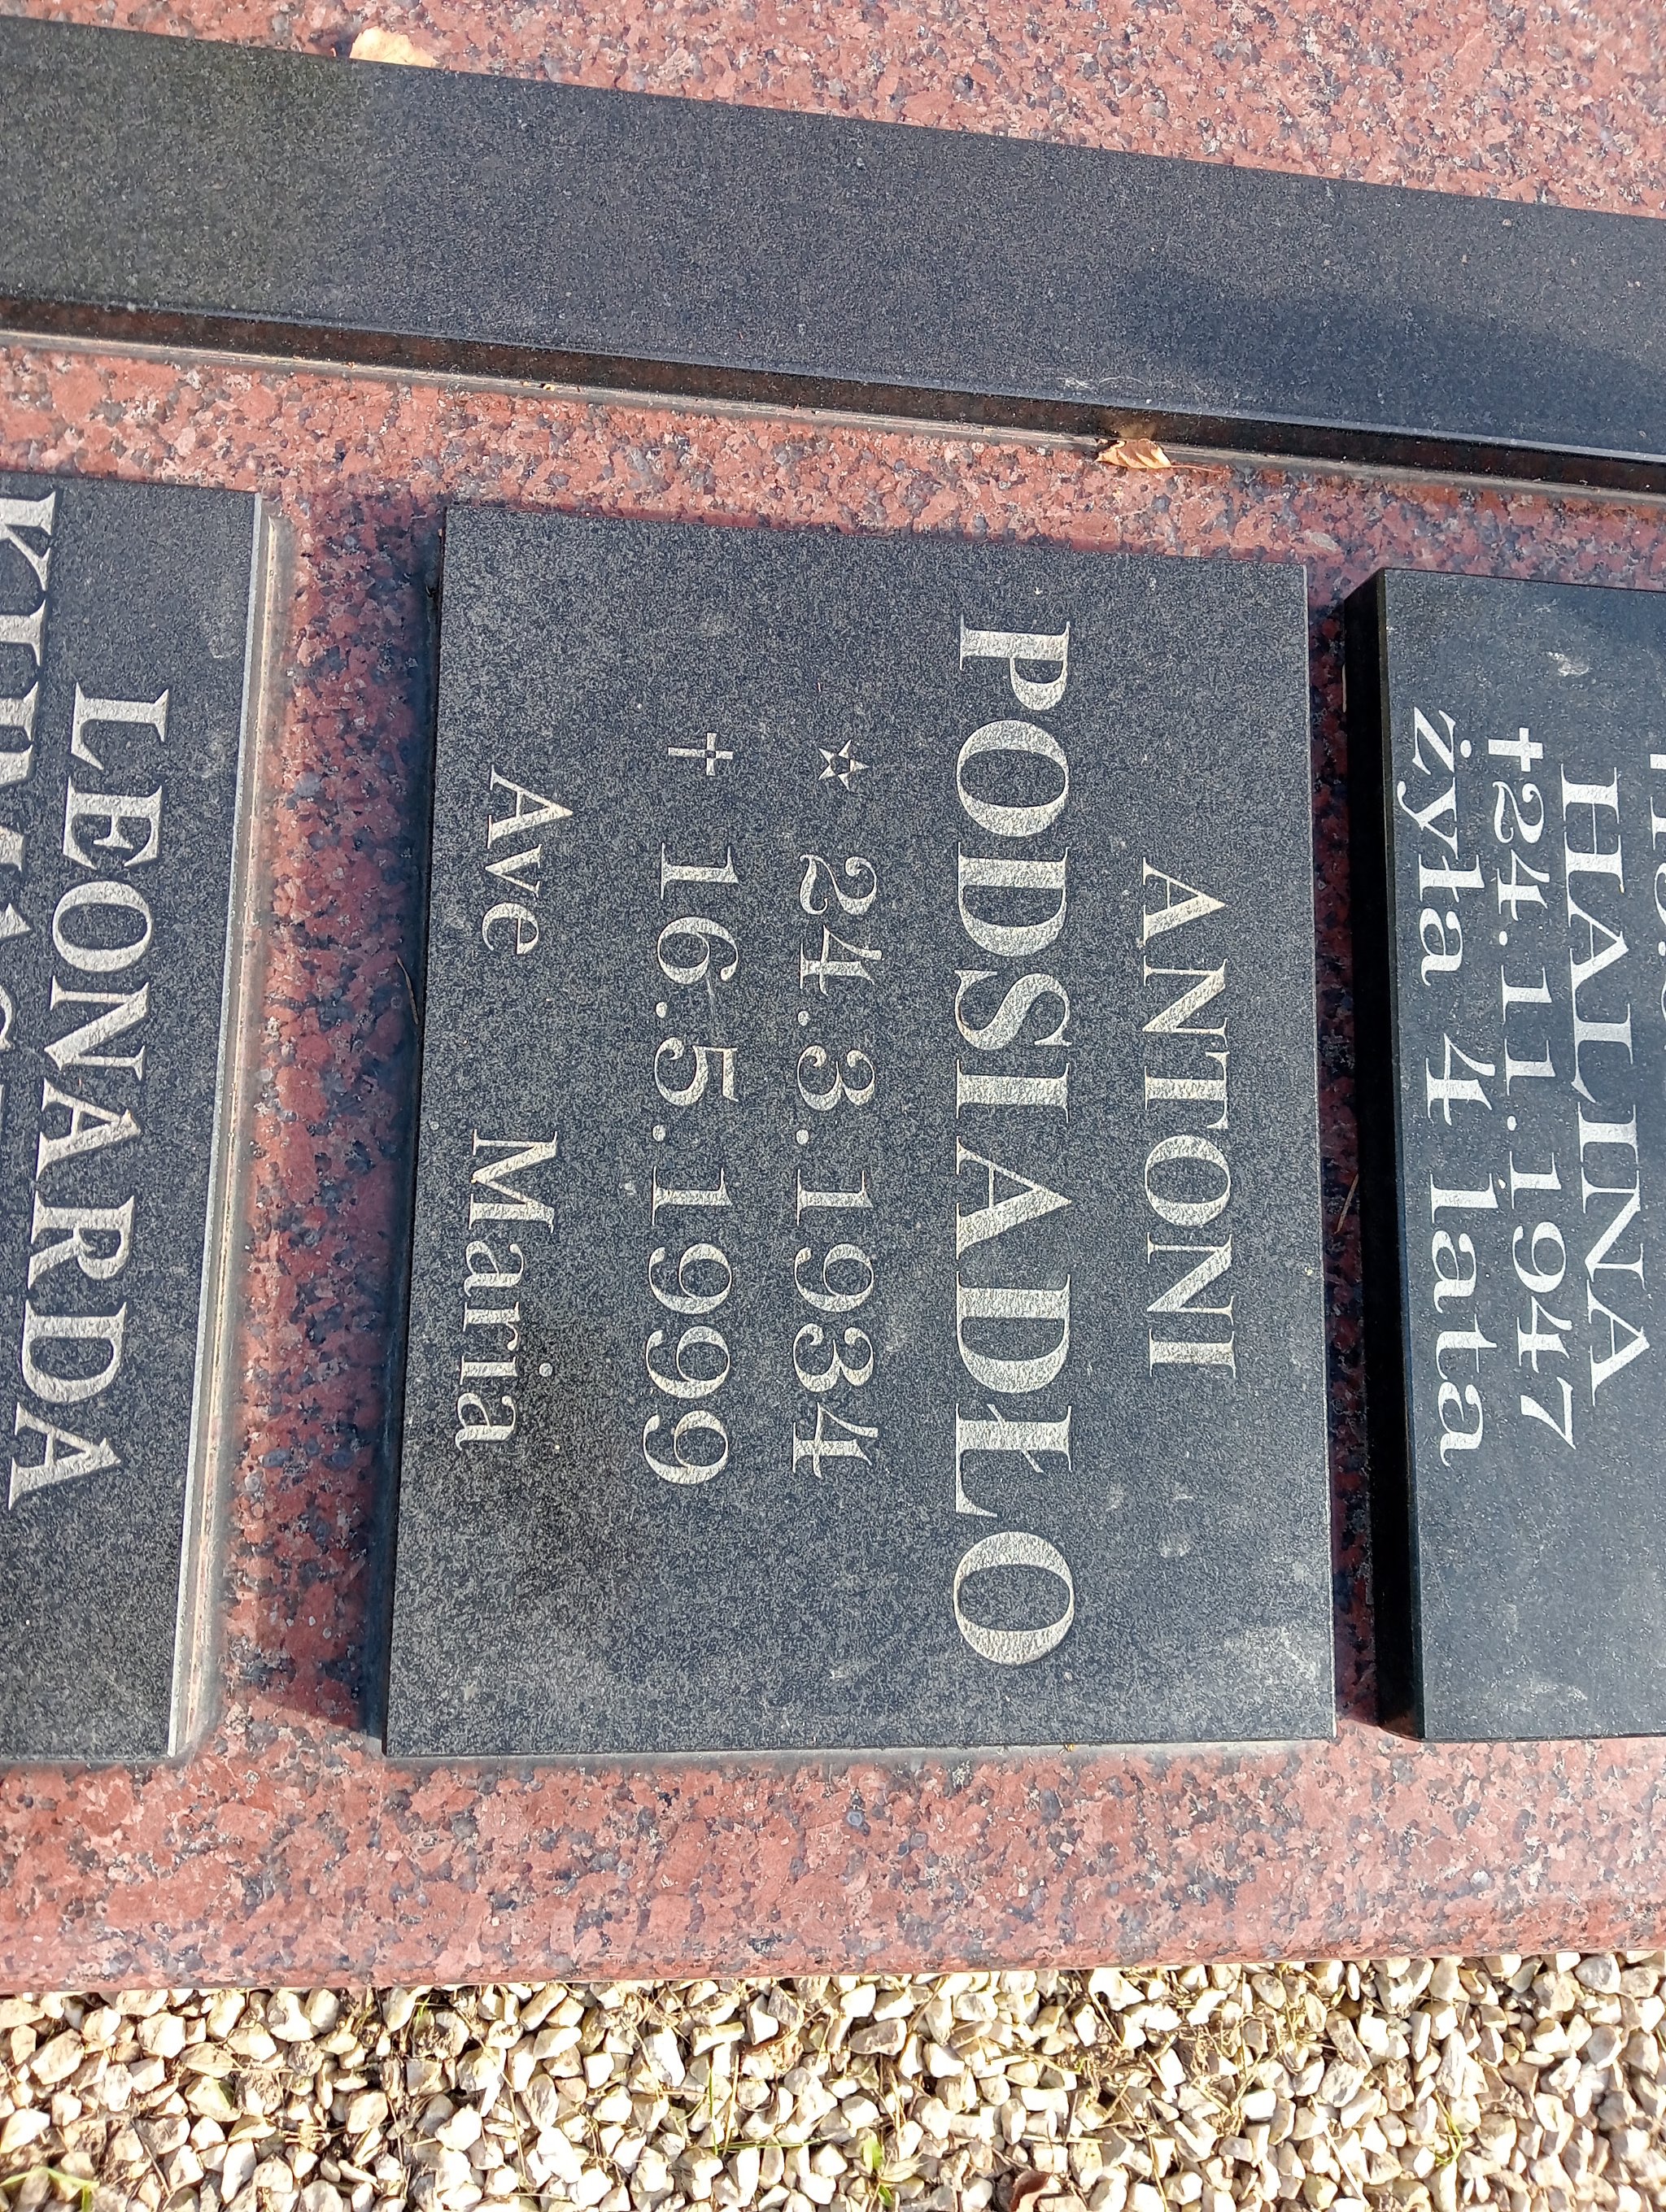 HALINA
†24.11.1947
żyła 4 lata
ANTONI
PODSIADŁO
☆ 24.3.1934
† 16.5.1999
Ave Maria
LEONARDA